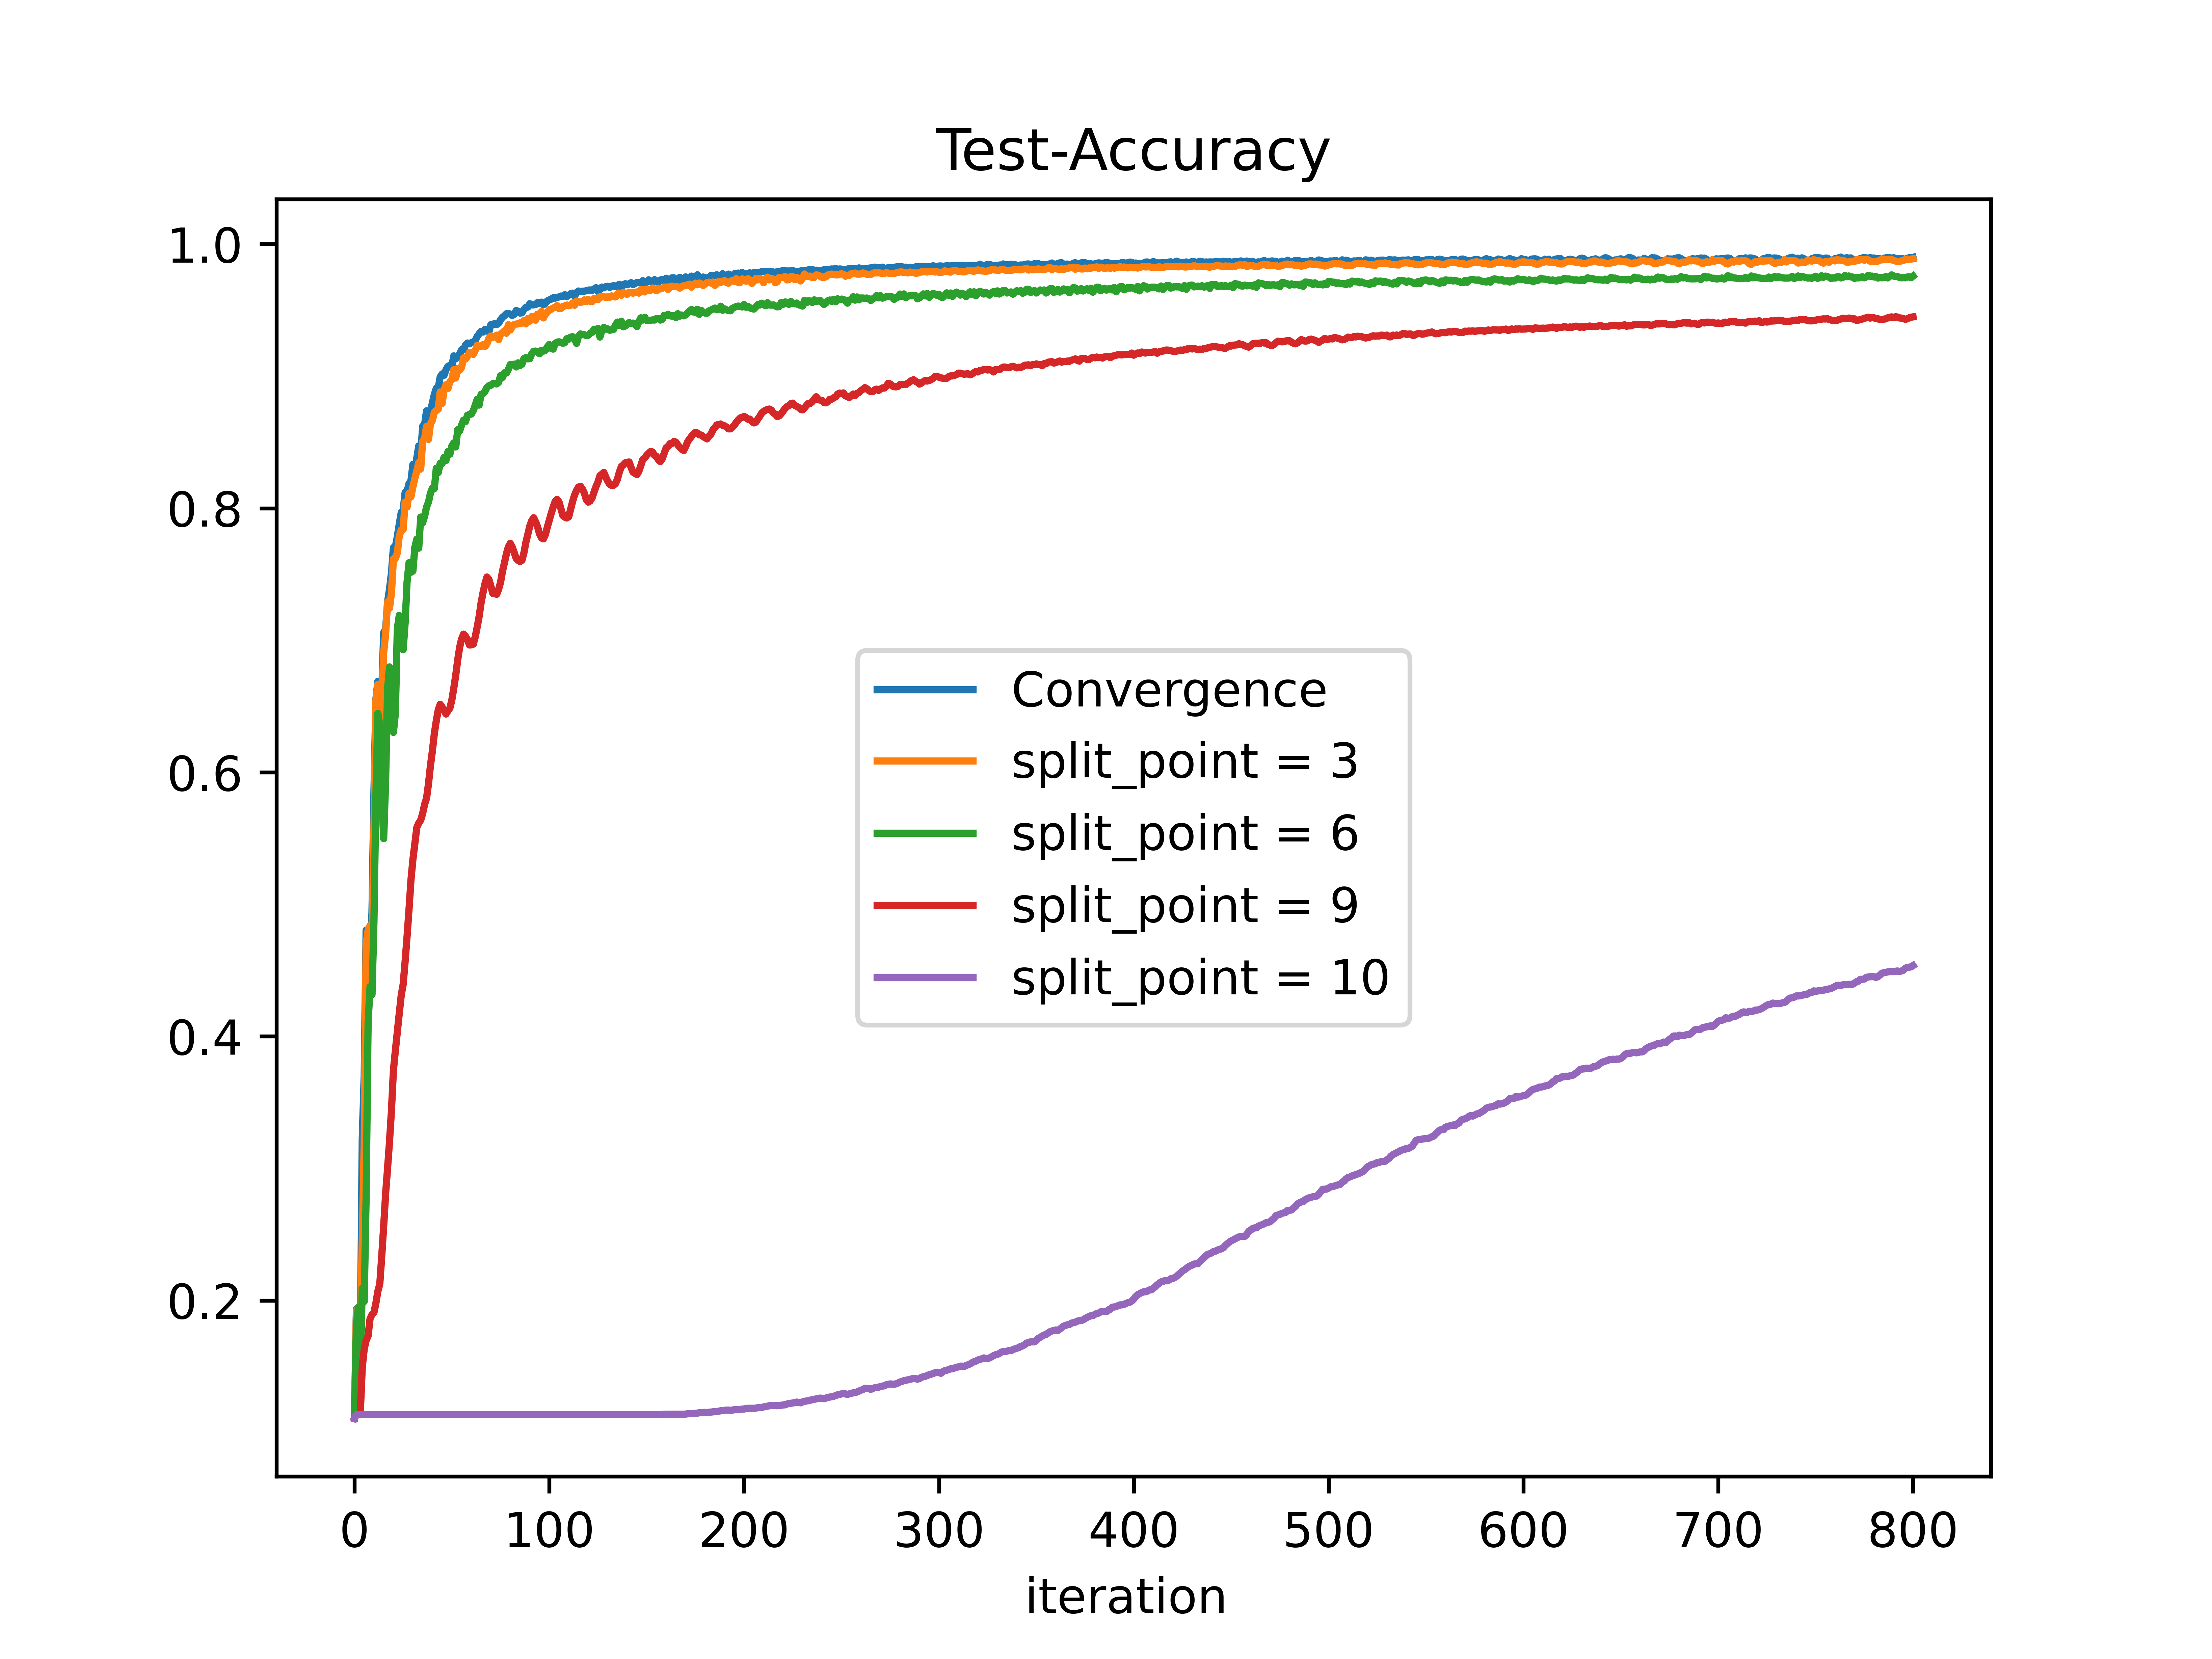 Test-Accuracy
1.0
0.8
0.6
0.4
0.2
Convergence
split_point = 3
split_point = 6
split_point = 9
split_point = 10
0 100 200 300 400 500 600 700 800
iteration